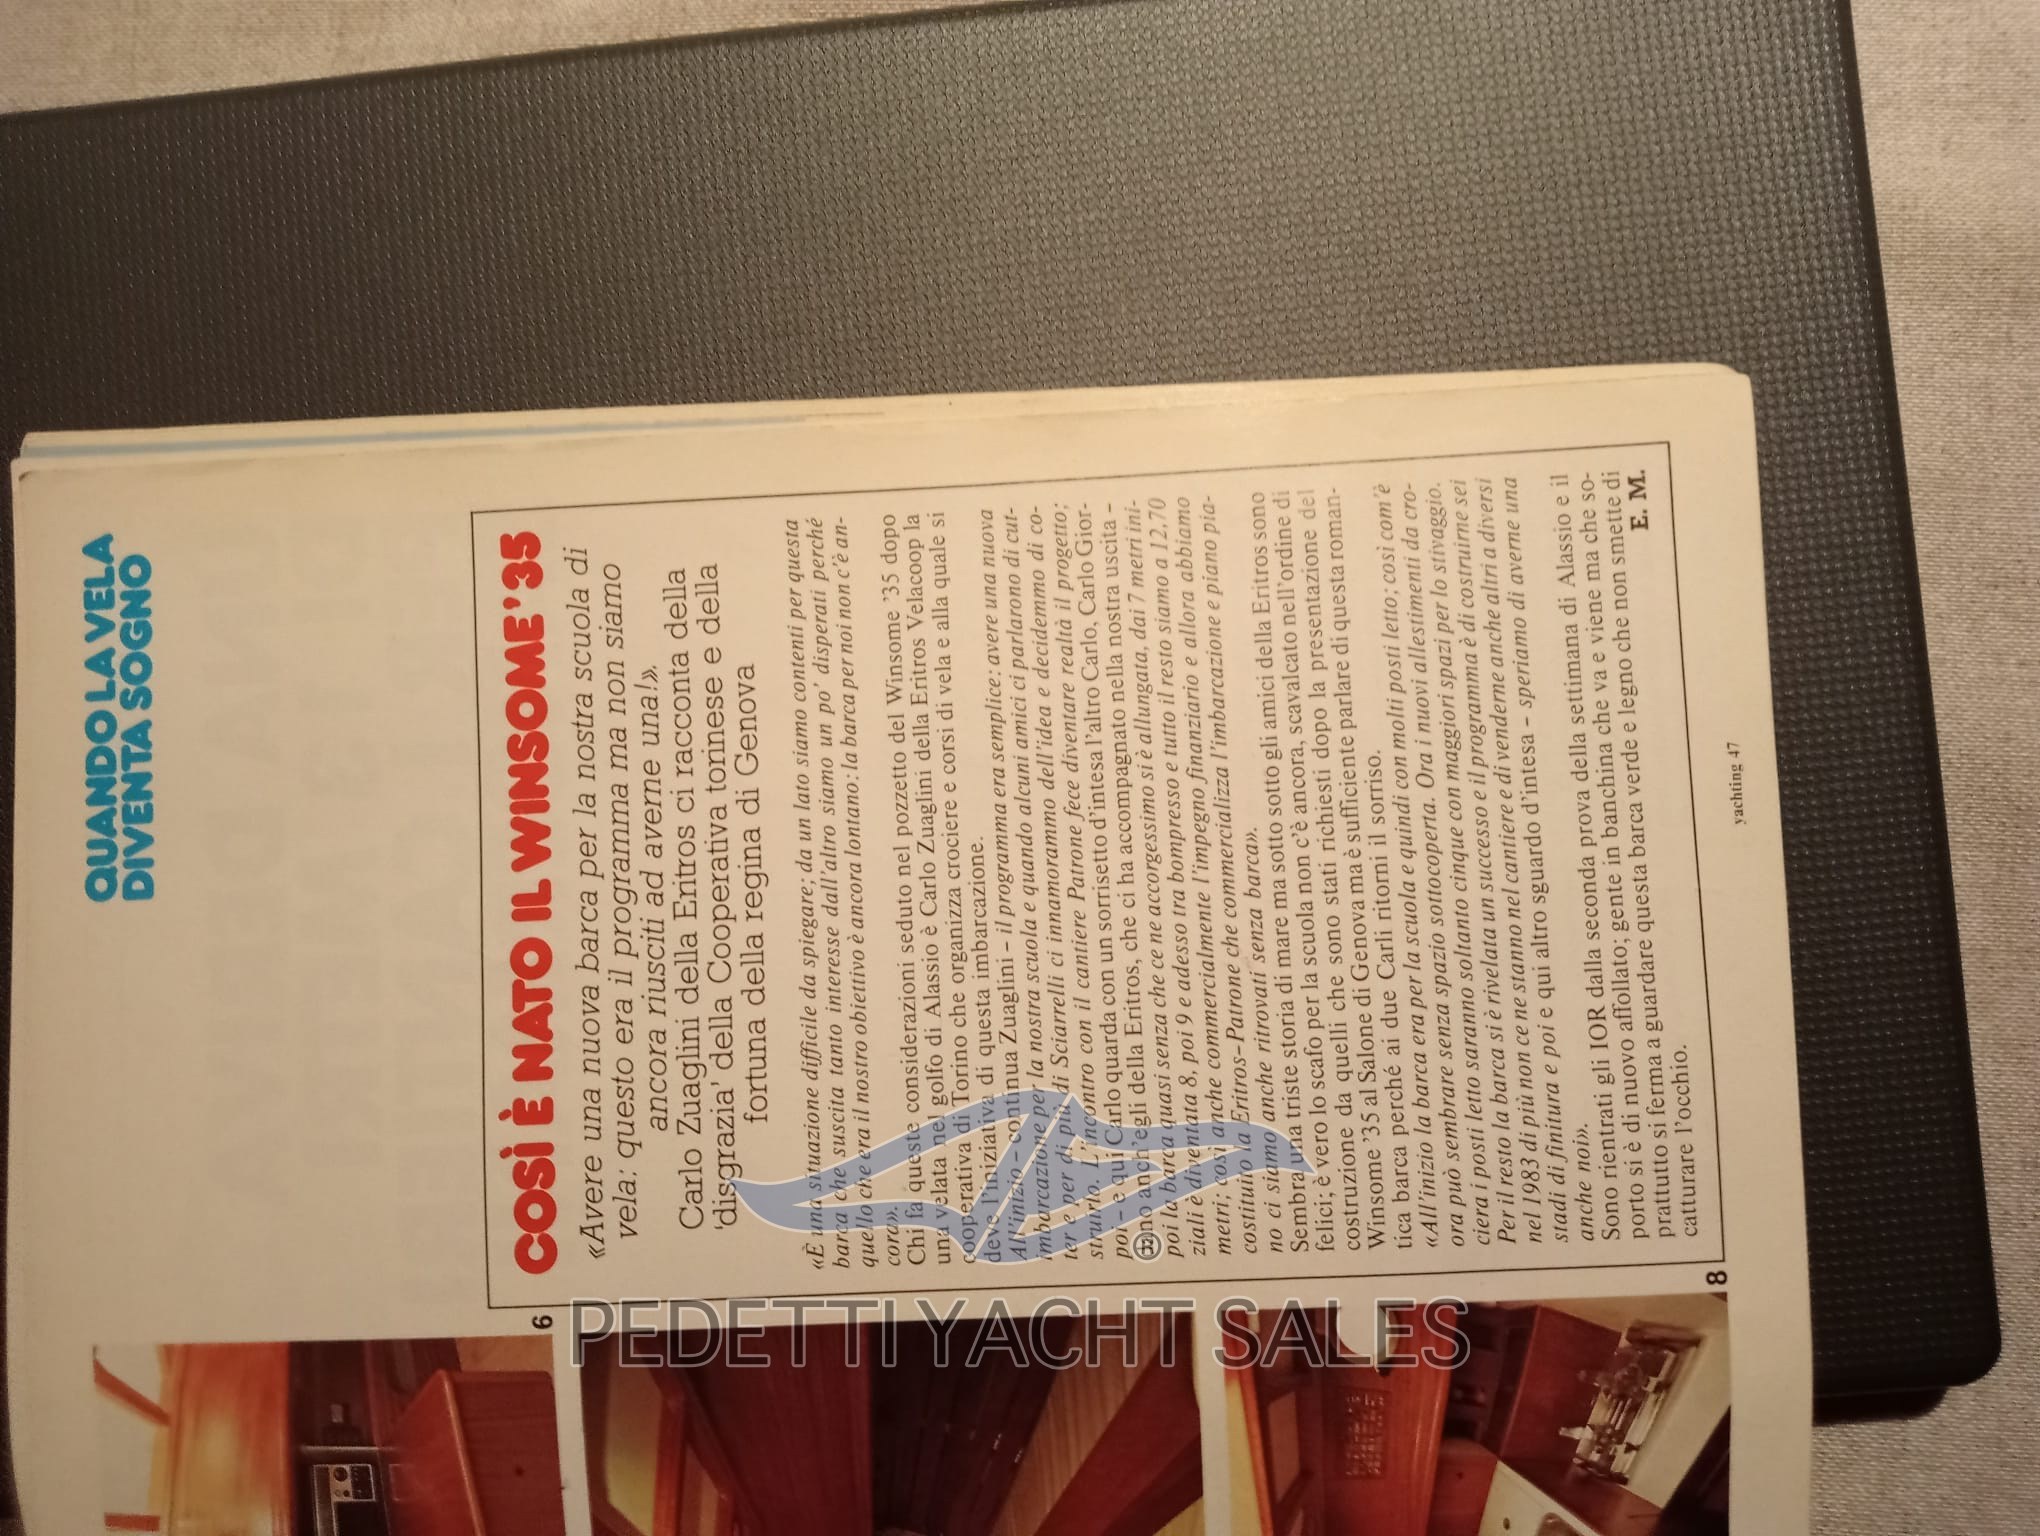 QUANDO LA VELA
DIVENTA SOGNO
COSÌ È NATO IL WINSOME '35
«Avere una nuova barca per la nostra scuola di
vela: questo era il programma ma non siamo
ancora riusciti ad averne una!».
Carlo Zuaglini della Eritros ci racconta della
'disgrazia' della Cooperativa torinese e della
fortuna della regina di Genova
«È una situazione difficile da spiegare; da un lato siamo contenti per questa
barca che suscita tanto interesse dall'altro siamo un po' disperati perché
quello che era il nostro obiettivo è ancora lontano: la barca per noi non c'è an-
cora».
Chi fa queste considerazioni seduto nel pozzetto del Winsome '35 dopo
una velata nel golfo di Alassio è Carlo Zuaglini della Eritros Velacoop la
cooperativa di Torino che organizza crociere e corsi di vela e alla quale si
deve l'iniziativa di questa imbarcazione.
All'inizio – continua Zuaglini – il programma era semplice: avere una nuova
imbarcazione per la nostra scuola e quando alcuni amici ci parlarono di cut-
ter e per di più di Sciarrelli ci innamorammo dell'idea e decidemmo di co-
struirlo. L'incontro con il cantiere Patrone fece diventare realtà il progetto;
poi – e qui Carlo quarda con un sorrisetto d'intesa l'altro Carlo, Carlo Gior-
dano anch'egli della Eritros, che ci ha accompagnato nella nostra uscita –
poi la barca quasi senza che ce ne accorgessimo si è allungata, dai 7 metri ini-
ziali è diventata 8, poi 9 e adesso tra bompresso e tutto il resto siamo a 12,70
metri; così anche commercialmente l'impegno finanziario e allora abbiamo
costituito la Eritros-Patrone che commercializza l'imbarcazione e piano pia-
no ci siamo anche ritrovati senza barca».
Sembra una triste storia di mare ma sotto sotto gli amici della Eritros sono
felici; è vero lo scafo per la scuola non c'è ancora, scavalcato nell'ordine di
costruzione da quelli che sono stati richiesti dopo la presentazione del
Winsome '35 al Salone di Genova ma è sufficiente parlare di questa roman-
tica barca perché ai due Carli ritorni il sorriso.
«All'inizio la barca era per la scuola e quindi con molti posti letto; così com'è
ora può sembrare senza spazio sottocoperta. Ora i nuovi allestimenti da cro-
ciera i posti letto saranno soltanto cinque con maggiori spazi per lo stivaggio.
Per il resto la barca si è rivelata un successo e il programma è di costruirne sei
nel 1983 di più non ce ne stanno nel cantiere e di venderne anche altri a diversi
stadi di finitura e poi e qui altro sguardo d'intesa – speriamo di averne una
anche noi».
Sono rientrati gli IOR dalla seconda prova della settimana di Alassio e il
porto si è di nuovo affollato; gente in banchina che va e viene ma che so-
prattutto si ferma a guardare questa barca verde e legno che non smette di
catturare l'occhio.
E. M.
6
8
yachting 47
PEDETTI YACHT SALES